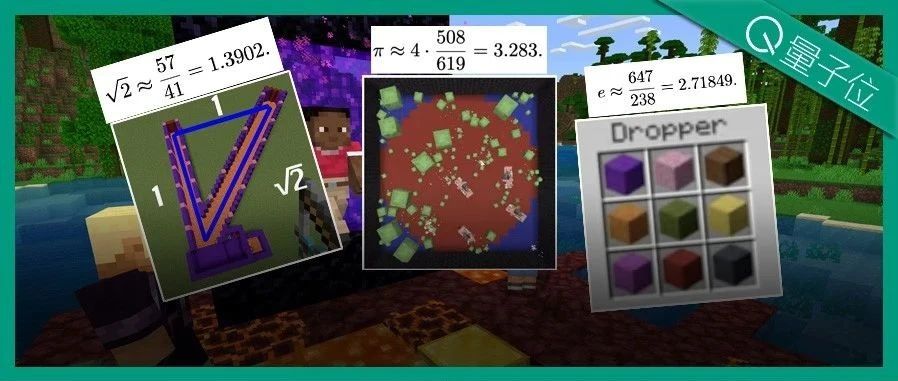 √2 ≈ 57/41 = 1.3902.
1
1
√2
π ≈ 4 · 508/619 = 3.283.
e ≈ 647/238 = 2.71849.
Dropper
量子位